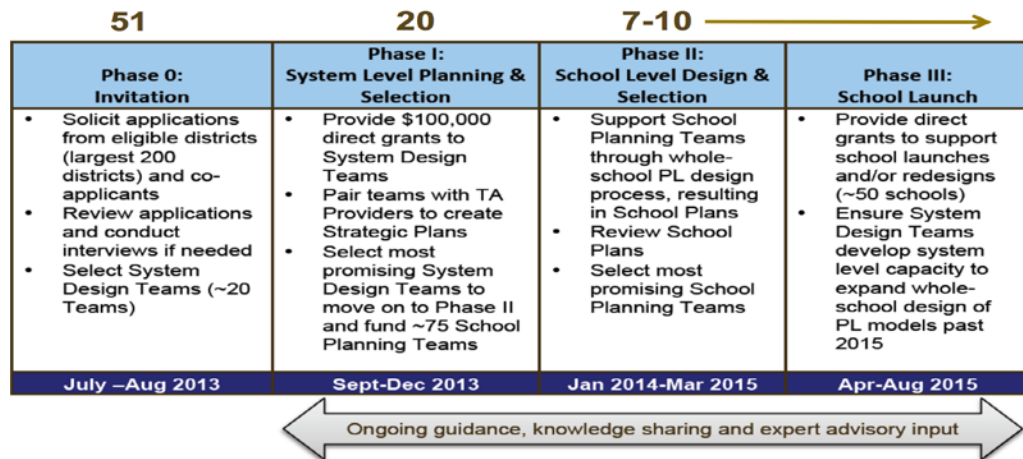 51
20
7-10
Phase 0:
Invitation
Phase I:
System Level Planning &
Selection
Phase II:
School Level Design &
Selection
Phase III:
School Launch
• Solicit applications
from eligible districts
(largest 200
districts) and co-
applicants
• Review applications
and conduct
interviews if needed
• Select System
Design Teams (~20
Teams)
• Provide $100,000
direct grants to
System Design
Teams
• Pair teams with TA
Providers to create
Strategic Plans
• Select most
promising System
Design Teams to
move on to Phase II
and fund ~75 School
Planning Teams
• Support School
Planning Teams
through whole-
school PL design
process, resulting
in School Plans
• Review School
Plans
• Select most
promising School
Planning Teams
• Provide direct
grants to support
school launches
and/or redesigns
(~50 schools)
• Ensure System
Design Teams
develop system
level capacity to
expand whole-
school design of
PL models past
2015
July –Aug 2013
Sept-Dec 2013
Jan 2014-Mar 2015
Apr-Aug 2015
Ongoing guidance, knowledge sharing and expert advisory input